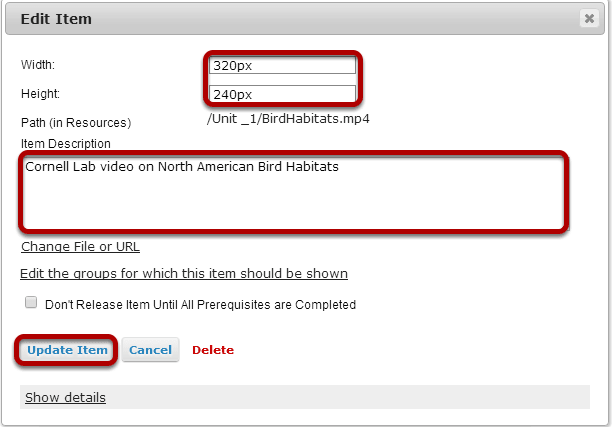 Edit Item
Width: 320px
Height: 240px
Path (in Resources) /Unit _1/BirdHabitats.mp4
Item Description
Cornell Lab video on North American Bird Habitats
Change File or URL
Edit the groups for which this item should be shown
Don't Release Item Until All Prerequisites are Completed
Update Item Cancel Delete
Show details